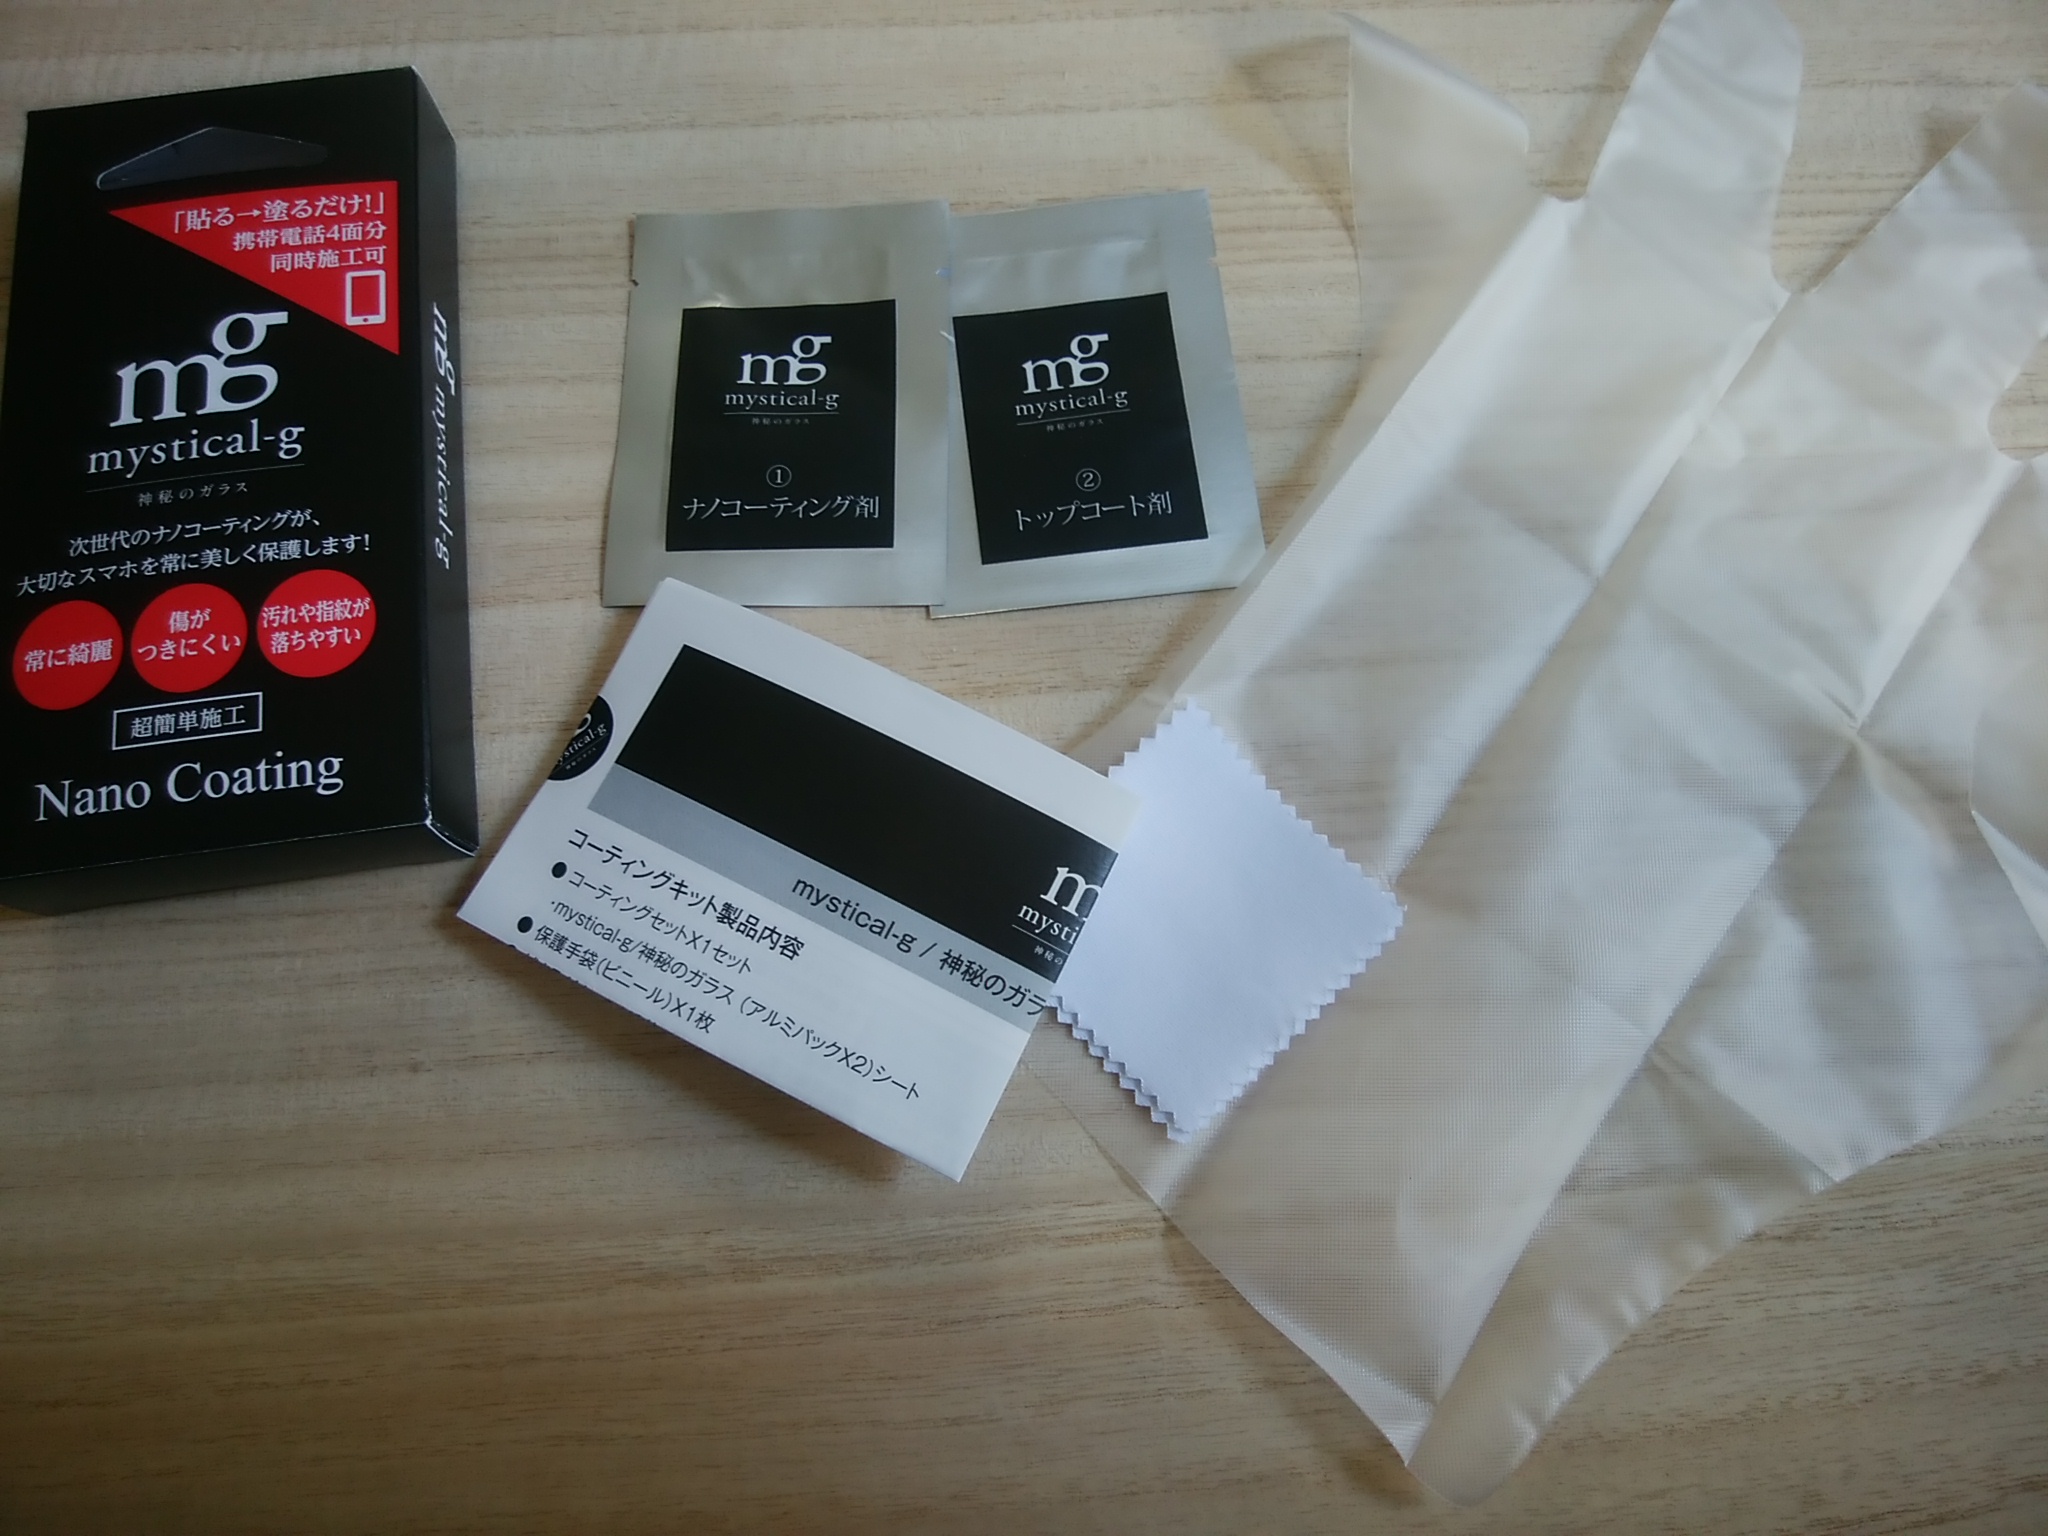 「貼る→塗るだけ!」
携帯電話4面分
同時施工可
mg
mystical-g
神秘のガラス
次世代のナノコーティングが、
大切なスマホを常に美しく保護します!
常に綺麗
傷が
つきにくい
汚れや指紋が
落ちやすい
超簡単施工
Nano Coating
mg mystical-g
mg
mystical-g
神秘のガラス
①
ナノコーティング剤
mg
mystical-g
神秘のガラス
②
トップコート剤
mystical-g
m
mysti
神秘の
mystical-g / 神秘のガラ
コーティングキット製品内容
●コーティングセットX1セット
・mystical-g/神秘のガラス (アルミパックX2)シート
●保護手袋(ビニール)X1枚